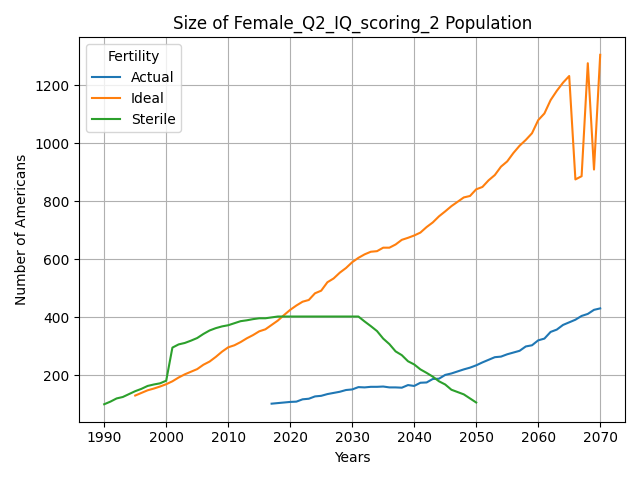 Size of Female_Q2_IQ_scoring_2 Population
Fertility
Actual
Ideal
Sterile
Number of Americans
1200
1000
800
600
400
200
1990 2000 2010 2020 2030 2040 2050 2060 2070
Years